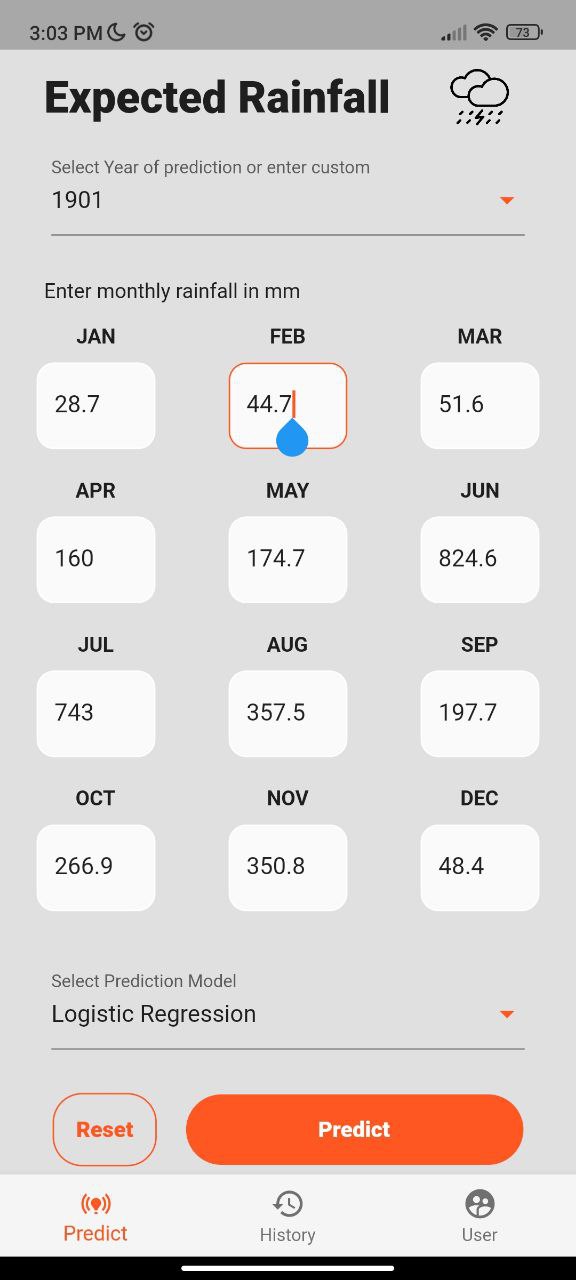 3:03 PM
73
Expected Rainfall
Select Year of prediction or enter custom
1901
Enter monthly rainfall in mm
JAN FEB MAR
28.7 44.7 51.6
APR MAY JUN
160 174.7 824.6
JUL AUG SEP
743 357.5 197.7
OCT NOV DEC
266.9 350.8 48.4
Select Prediction Model
Logistic Regression
Reset Predict
Predict History User